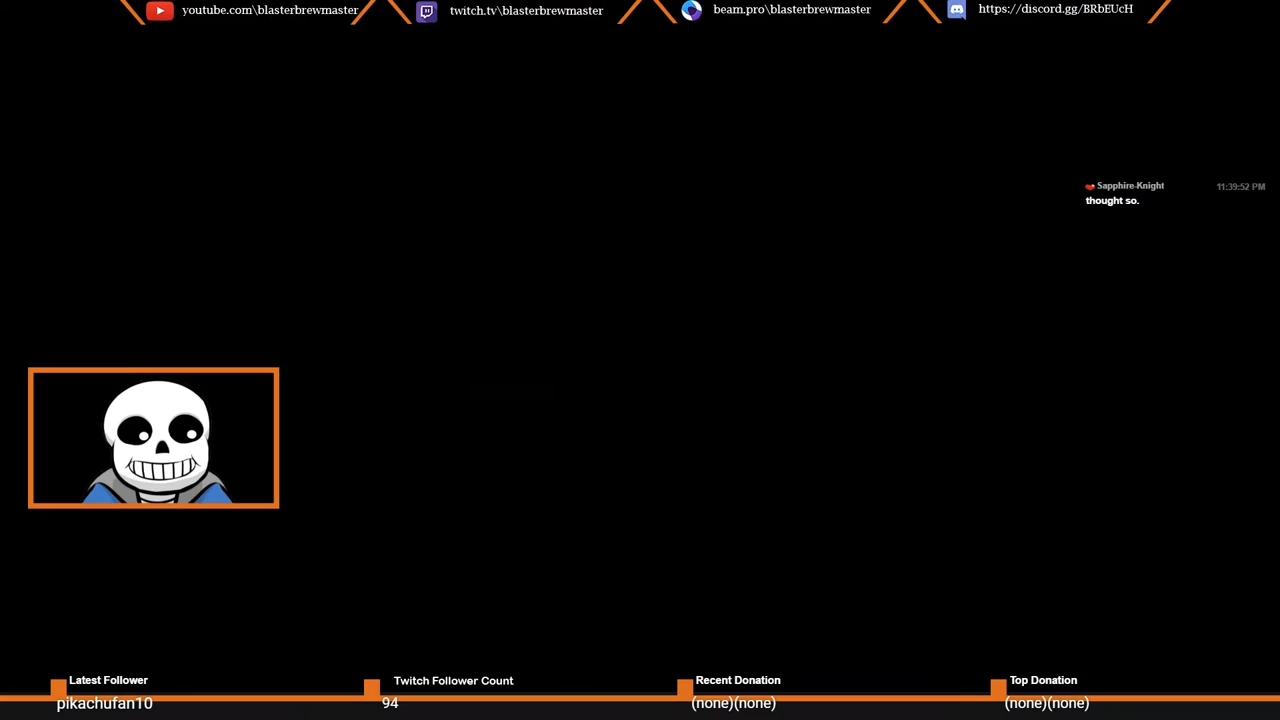 youtube.com\blasterbrewmaster
twitch.tv\blasterbrewmaster
beam.pro\blasterbrewmaster
https://discord.gg/BRbEUcH
Sapphire-Knight 11:39:52 PM
thought so.
Latest Follower
pikachufan10
Twitch Follower Count
94
Recent Donation
(none)(none)
Top Donation
(none)(none)